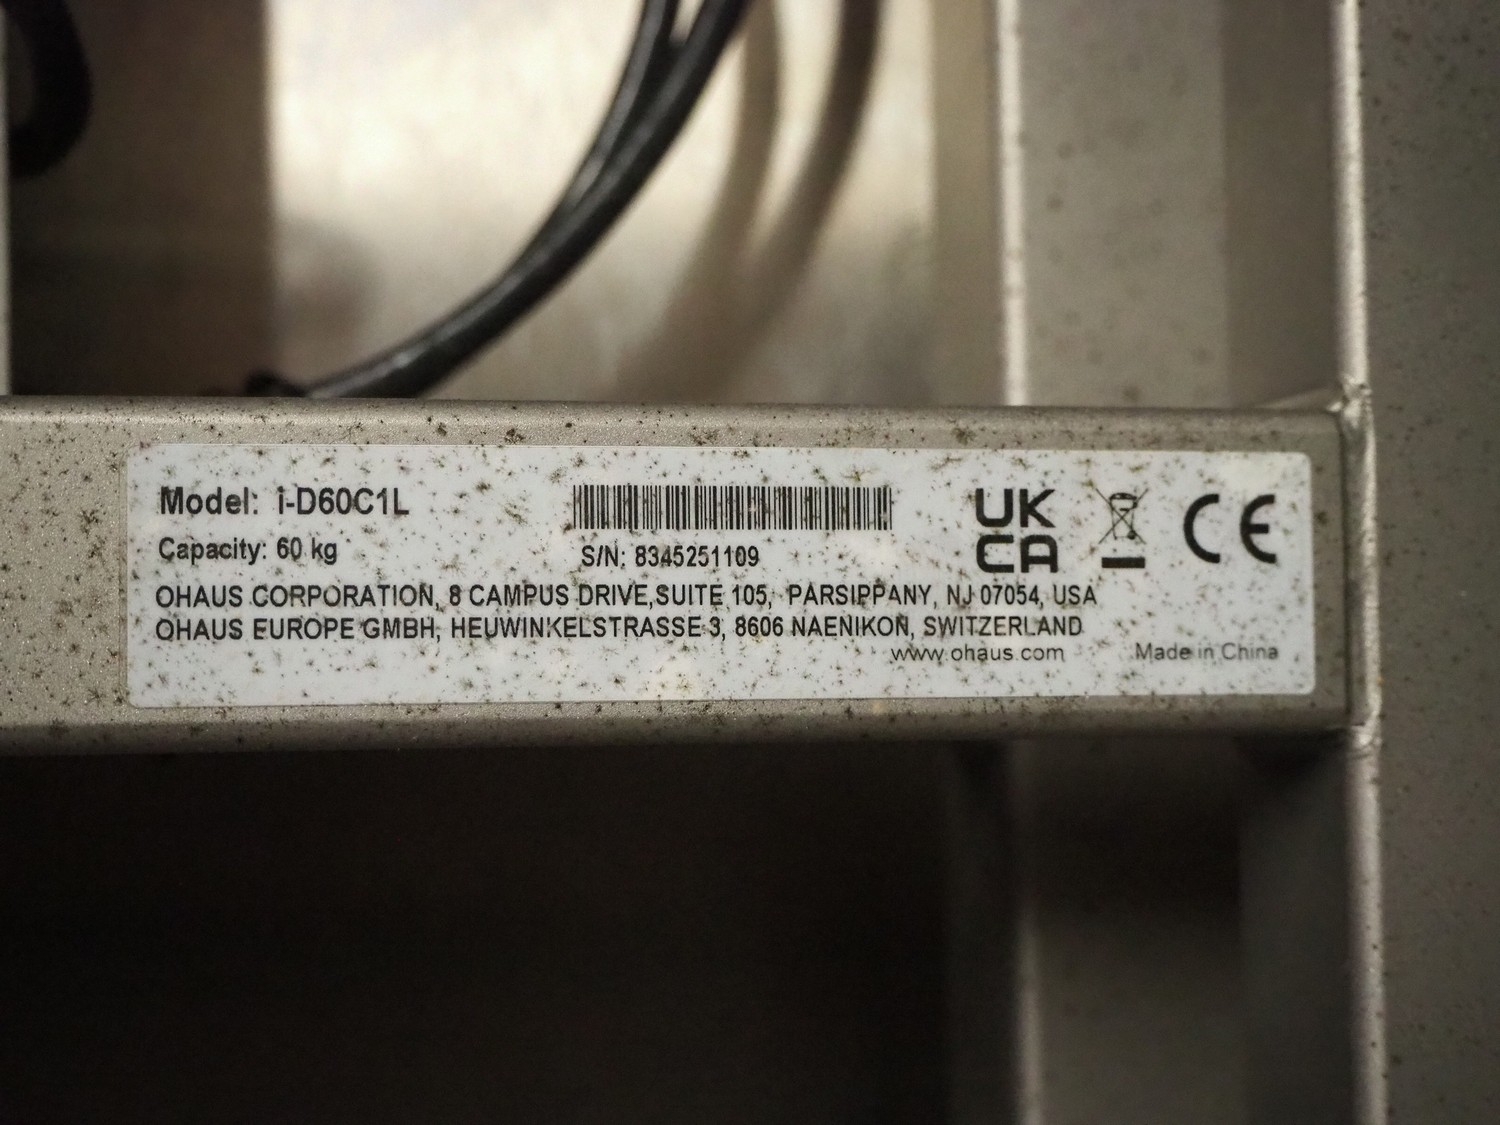 Model: i-D60C1L
Capacity: 60 kg
S/N: 8345251109
UK
CA
CE
OHAUS CORPORATION, 8 CAMPUS DRIVE,SUITE 105, PARSIPPANY, NJ 07054, USA
OHAUS EUROPE GMBH, HEUWINKELSTRASSE 3, 8606 NAENIKON, SWITZERLAND
www.ohaus.com
Made in China